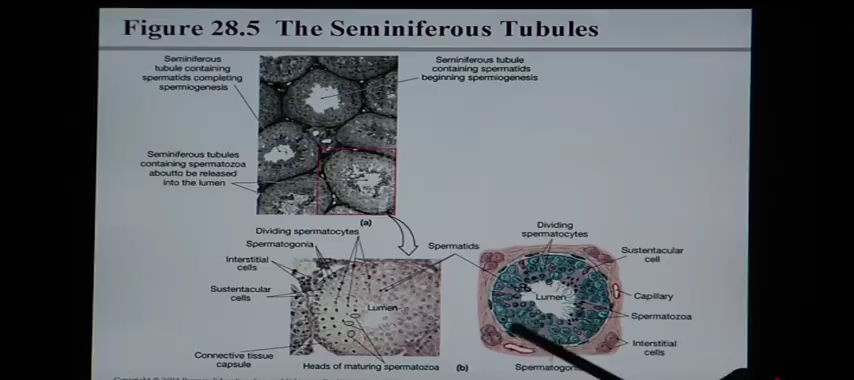 Figure 28.5 The Seminiferous Tubules
Seminiferous
tubule containing
spermatids completing
spermiogenesis
Seminiferous tubule
containing spermatids
beginning spermiogenesis
Seminiferous tubules
containing spermatozoa
aboutto be released
into the lumen
(a)
Dividing spermatocytes
Spermatogonia
Interstitial
cells
Sustentacular
cells
Connective tissue
capsule
Lumen
Heads of maturing spermatozoa
Spermatids
(b)
Dividing
spermatocytes
Sustentacular
cell
Lumen
Capillary
Spermatozoa
Interstitial
cells